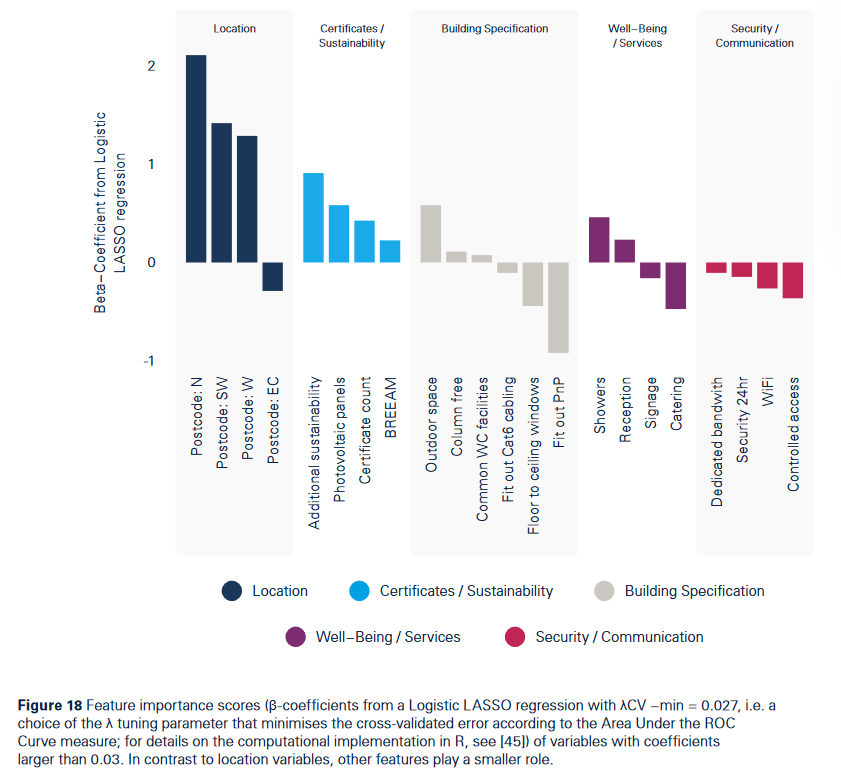 Location
Certificates /
Sustainability
Building Specification
Well–Being
/ Services
Security /
Communication
Beta–Coefficient from Logistic
LASSO regression
2
1
0
-1
Postcode: N
Postcode: SW
Postcode: W
Postcode: EC
Additional sustainability
Photovoltaic panels
Certificate count
BREEAM
Outdoor space
Column free
Common WC facilities
Fit out Cat6 cabling
Floor to ceiling windows
Fit out PnP
Showers
Reception
Signage
Catering
Dedicated bandwith
Security 24hr
WiFi
Controlled access
Location
Certificates / Sustainability
Building Specification
Well–Being / Services
Security / Communication
Figure 18 Feature importance scores (β-coefficients from a Logistic LASSO regression with λCV –min = 0.027, i.e. a
choice of the λ tuning parameter that minimises the cross-validated error according to the Area Under the ROC
Curve measure; for details on the computational implementation in R, see [45]) of variables with coefficients
larger than 0.03. In contrast to location variables, other features play a smaller role.